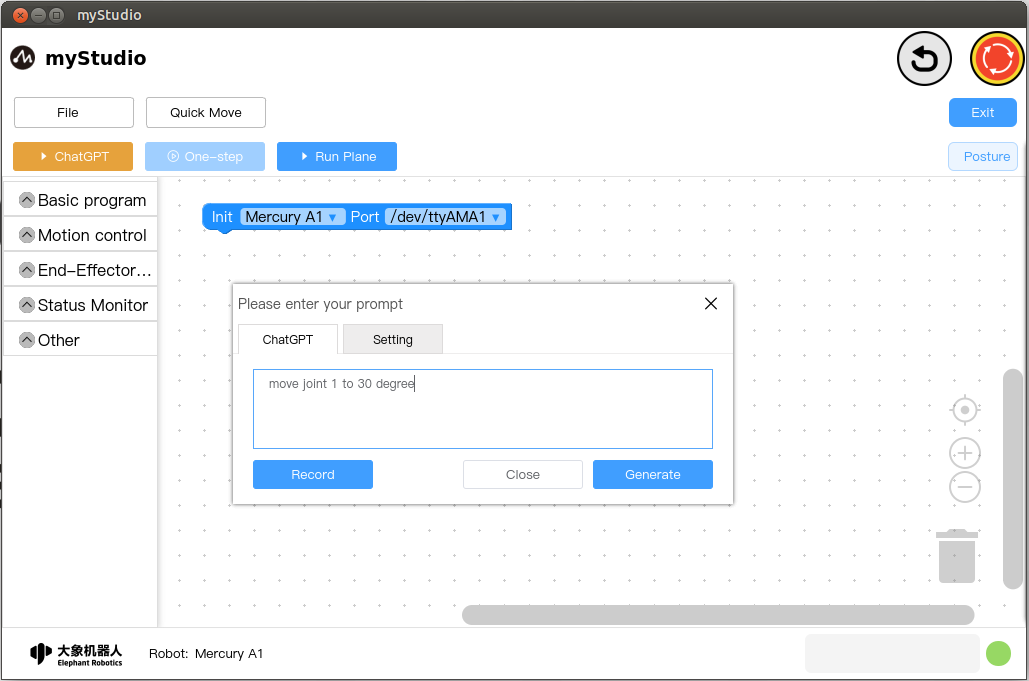 myStudio
myStudio
File
Quick Move
Exit
ChatGPT
One-step
Run Plane
Posture
Basic program
Motion control
End-Effector...
Status Monitor
Other
Init Mercury A1 Port /dev/ttyAMA1
Please enter your prompt
ChatGPT
Setting
move joint 1 to 30 degree
Record
Close
Generate
大象机器人
Elephant Robotics
Robot: Mercury A1